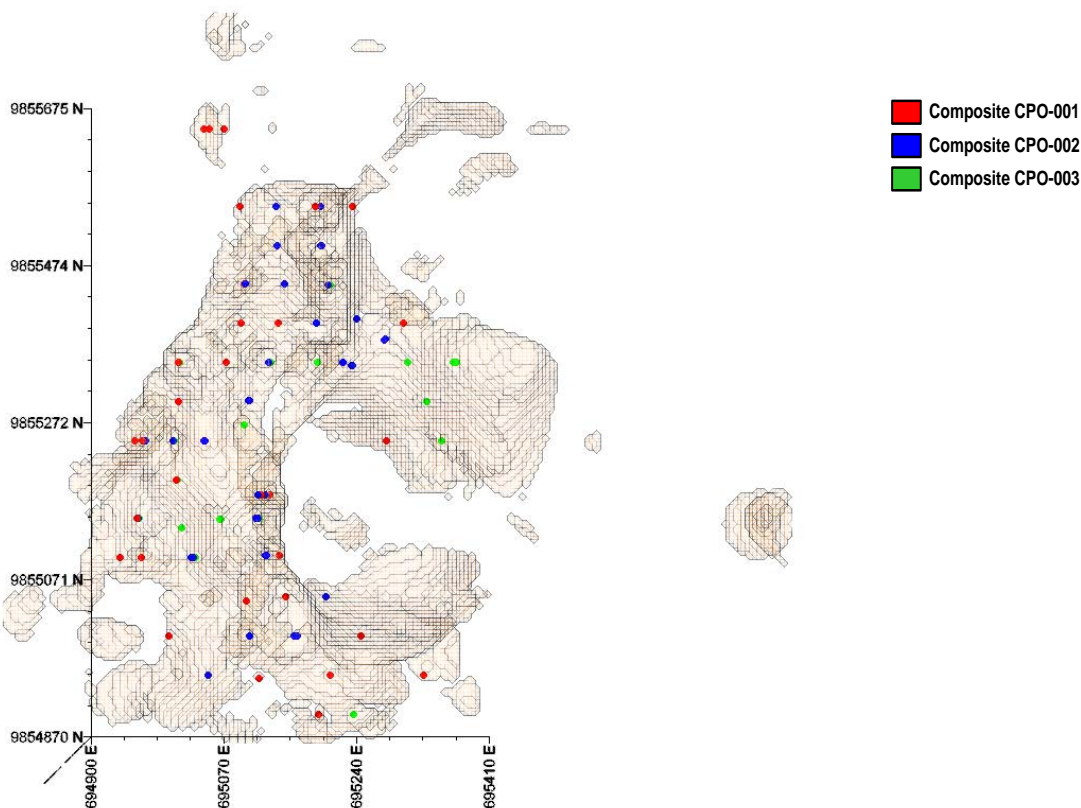 9855675 N
Composite CPO-001
Composite CPO-002
Composite CPO-003
9855474 N
9855272 N
9855071 N
9854870 N
694900 E
695070 E
695240 E
695410 E